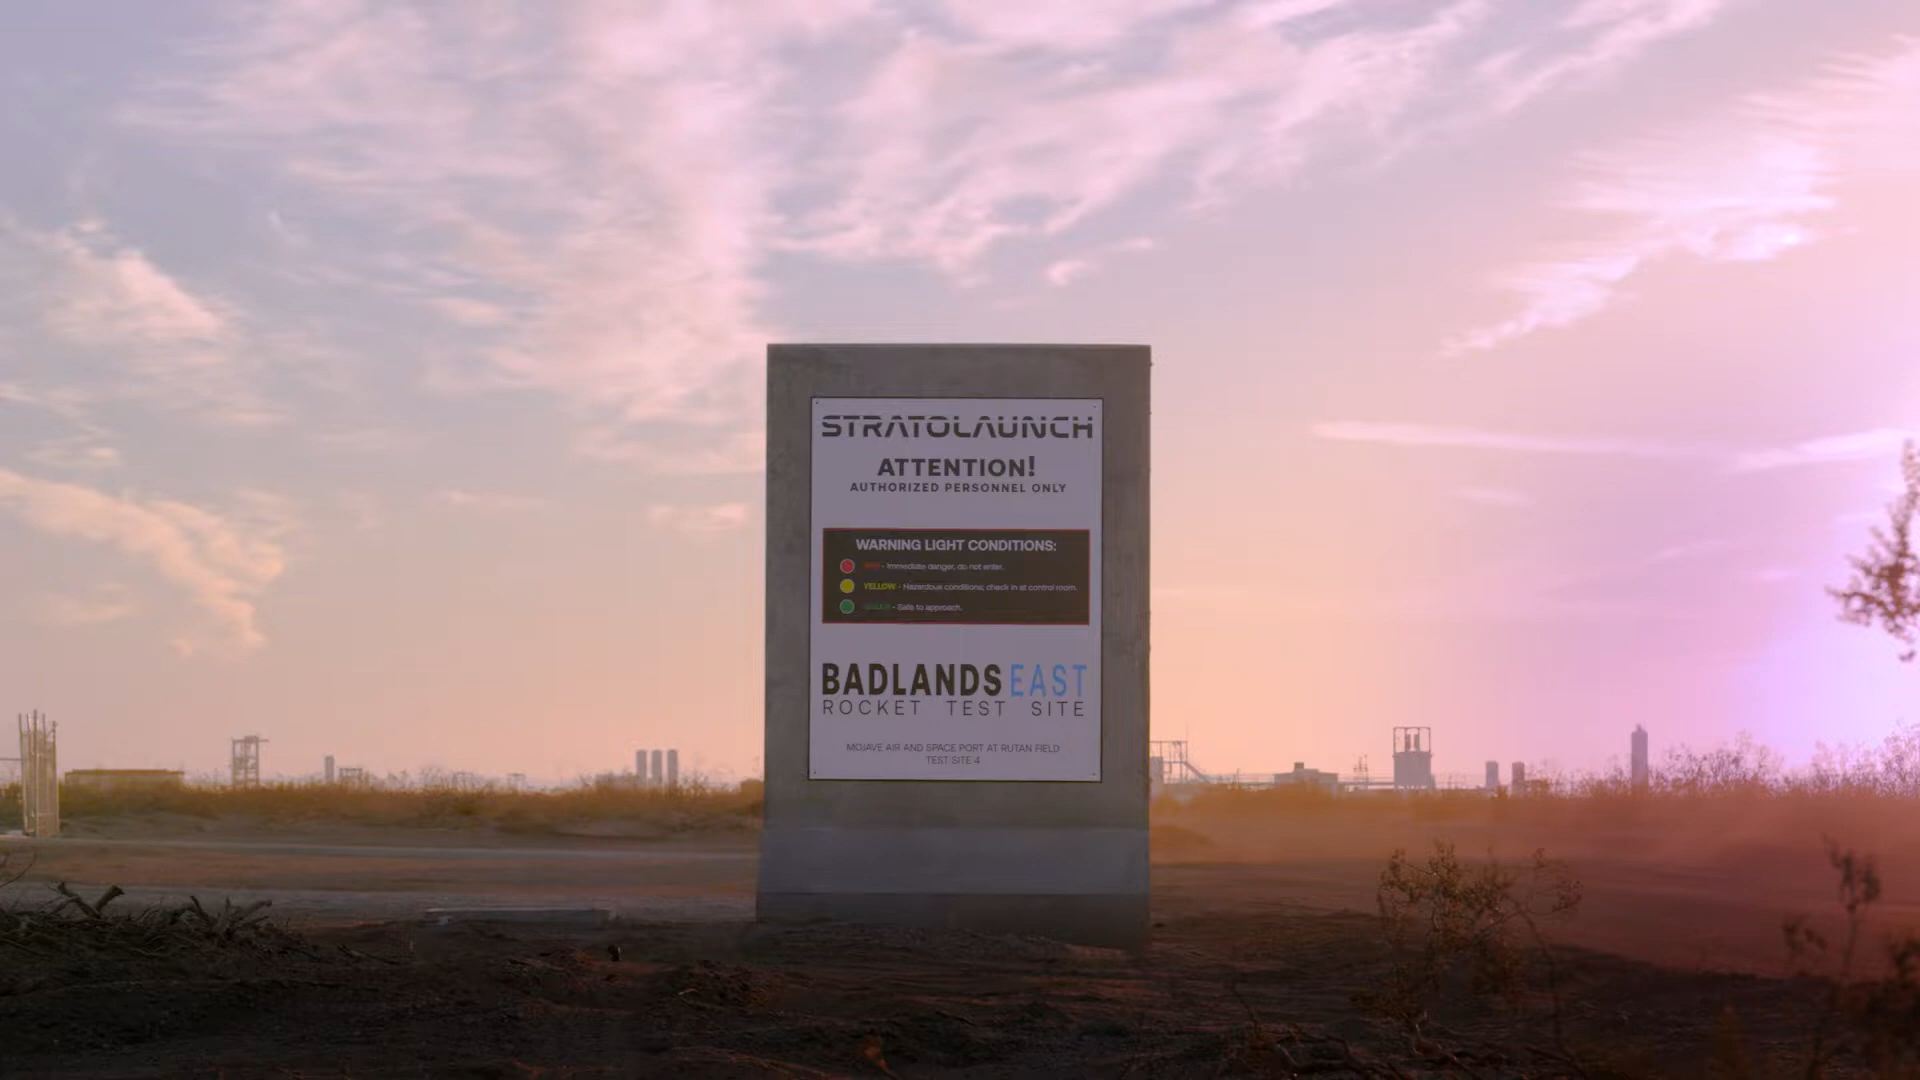 STRATOLAUNCH
ATTENTION!
AUTHORIZED PERSONNEL ONLY
WARNING LIGHT CONDITIONS:
RED - Immediate danger, do not enter.
YELLOW - Hazardous conditions; check in at control room.
GREEN - Safe to approach.
BADLANDS EAST
ROCKET TEST SITE
MOJAVE AIR AND SPACE PORT AT RUTAN FIELD
TEST SITE 4